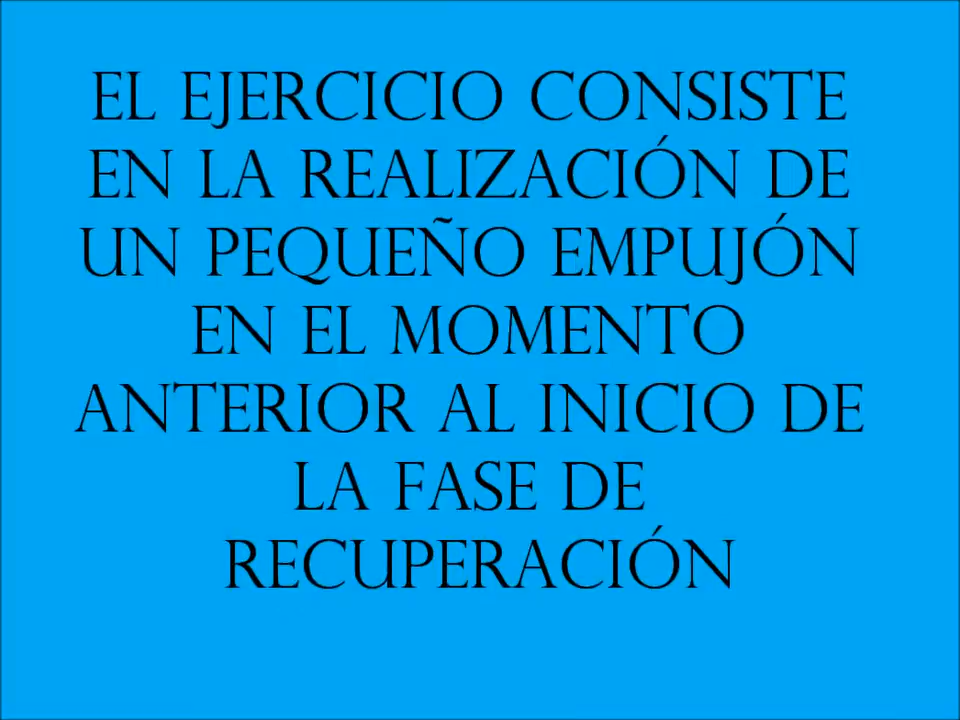 EL EJERCICIO CONSISTE
EN LA REALIZACIÓN DE
UN PEQUEÑO EMPUJÓN
EN EL MOMENTO
ANTERIOR AL INICIO DE
LA FASE DE
RECUPERACIÓN